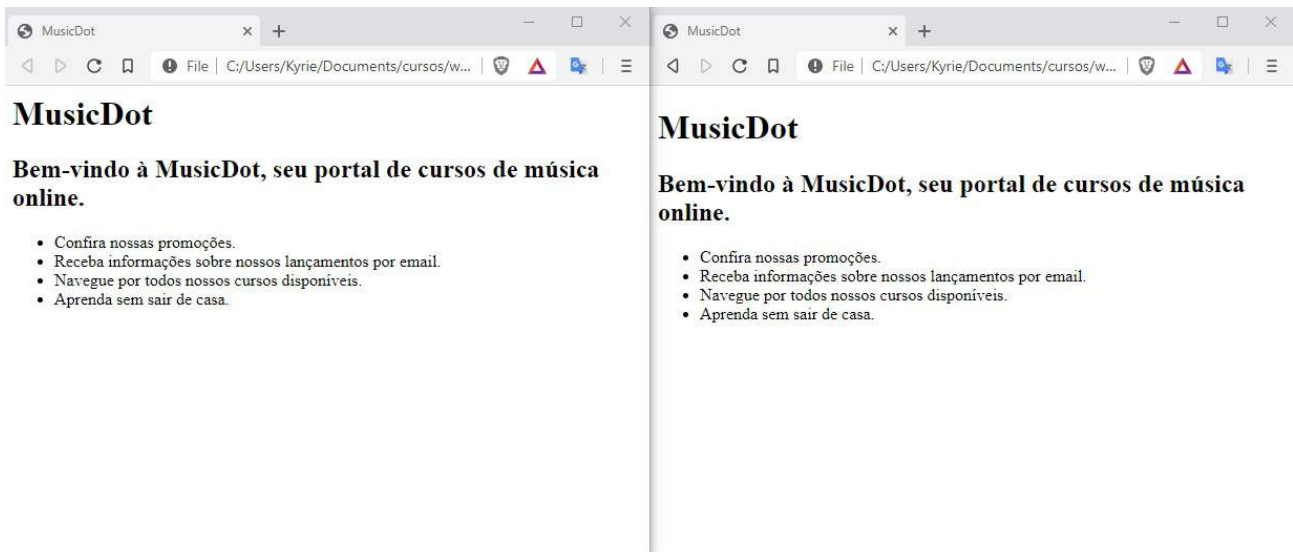 MusicDot
File | C:/Users/Kyrie/Documents/cursos/w...
MusicDot
Bem-vindo à MusicDot, seu portal de cursos de música
online.
Confira nossas promoções.
Receba informações sobre nossos lançamentos por email.
Navegue por todos nossos cursos disponíveis.
Aprenda sem sair de casa.
MusicDot
File | C:/Users/Kyrie/Documents/cursos/w...
MusicDot
Bem-vindo à MusicDot, seu portal de cursos de música
online.
Confira nossas promoções.
Receba informações sobre nossos lançamentos por email.
Navegue por todos nossos cursos disponíveis.
Aprenda sem sair de casa.